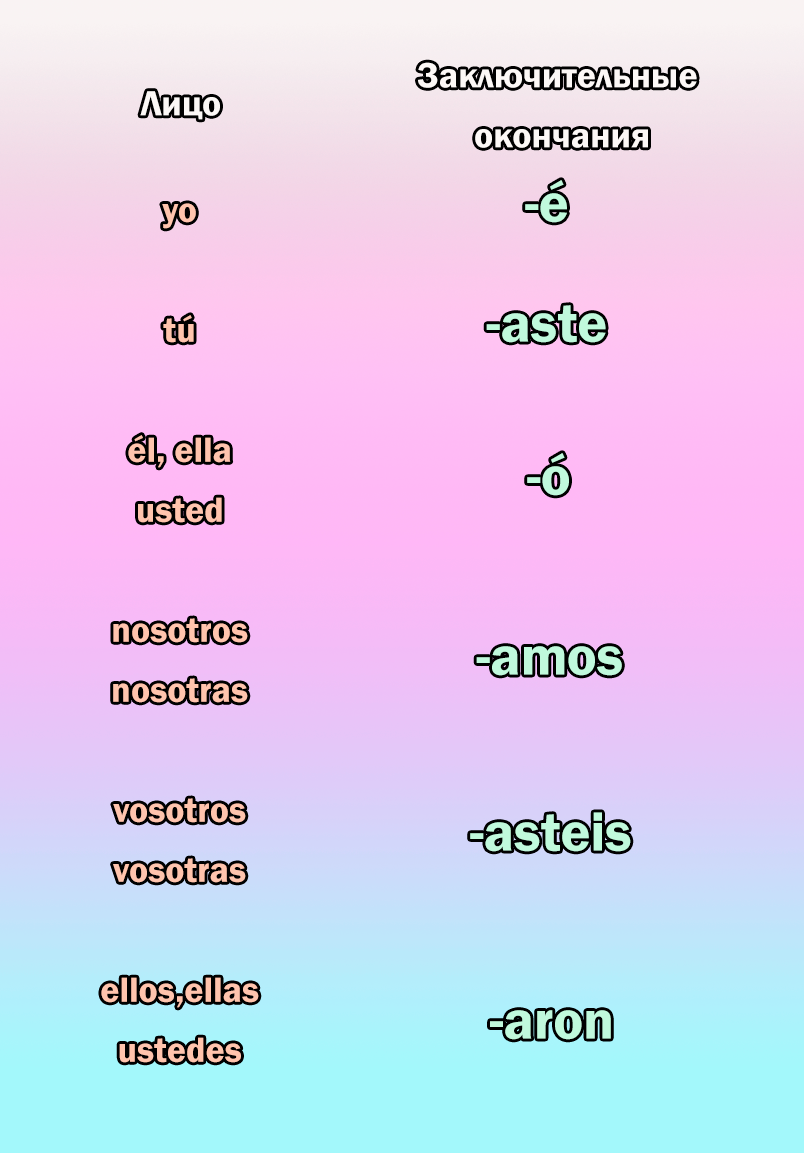 Лицо
Заключительные
окончания
yo
-é
tú
-aste
él, ella
usted
-ó
nosotros
nosotras
-amos
vosotros
vosotras
-asteis
ellos,ellas
ustedes
-aron